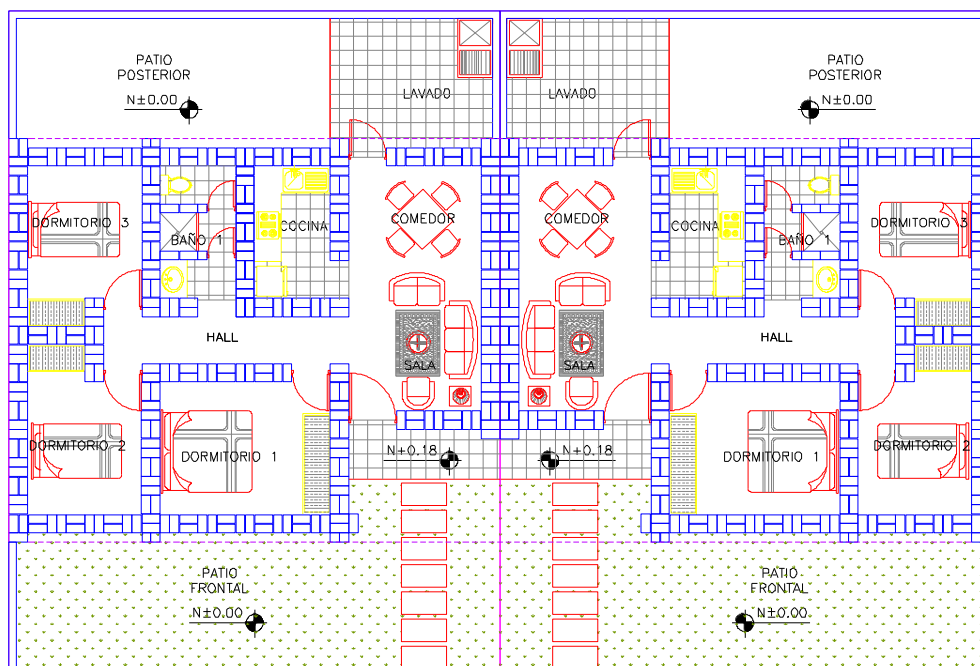 PATIO
POSTERIOR
N±0.00
LAVADO
LAVADO
PATIO
POSTERIOR
N±0.00
DORMITORIO 3
BAÑO 1
COCINA
COMEDOR
COMEDOR
COCINA
BAÑO 1
DORMITORIO 3
HALL
SALA
SALA
HALL
DORMITORIO 2
DORMITORIO 1
N+0.18
N+0.18
DORMITORIO 1
DORMITORIO 2
PATIO
FRONTAL
N±0.00
PATIO
FRONTAL
N±0.00